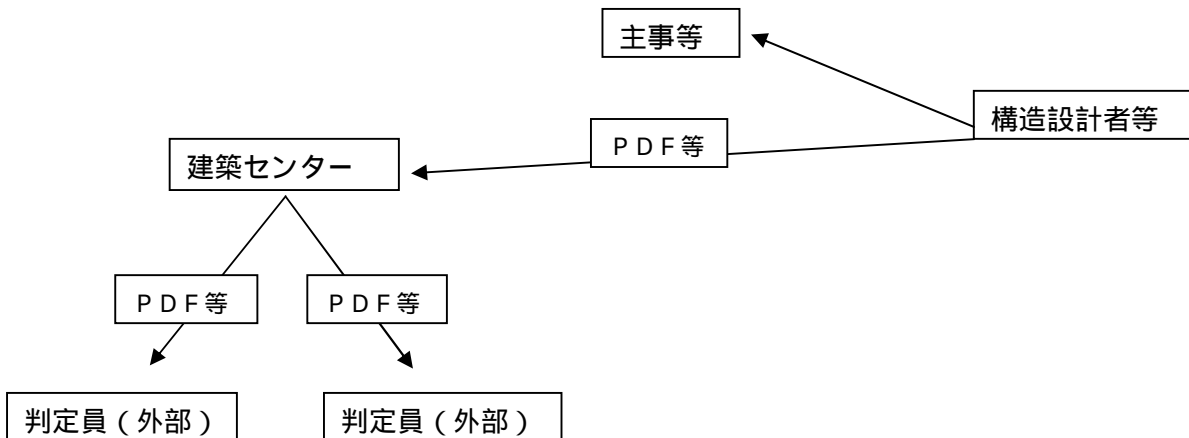 主事等
構造設計者等
ＰＤＦ等
建築センター
ＰＤＦ等
ＰＤＦ等
判定員（外部）
判定員（外部）